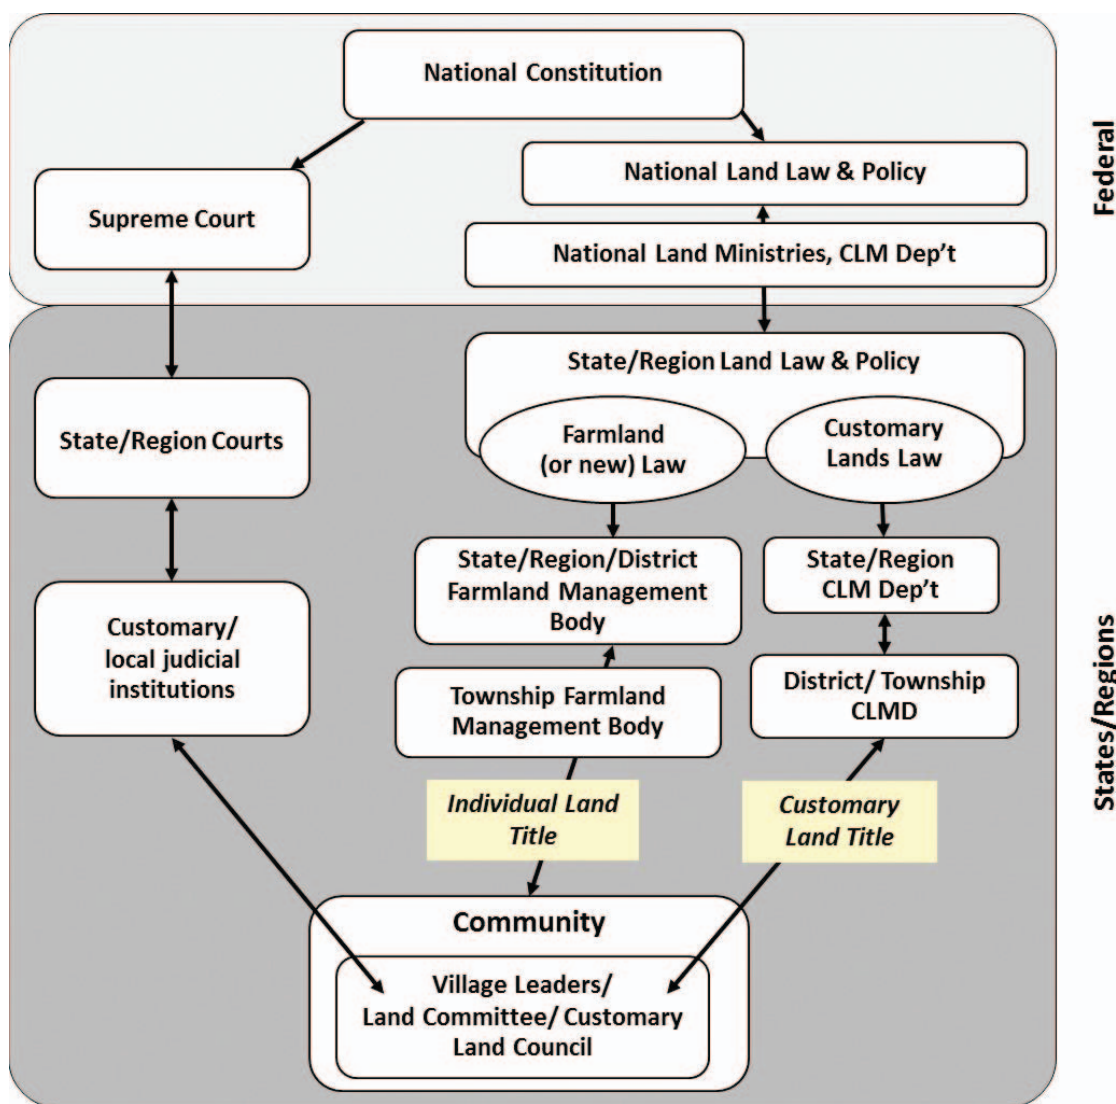 National Constitution
Federal
National Land Law & Policy
Supreme Court
National Land Ministries, CLM Dep't
State/Region Land Law & Policy
State/Region Courts
Farmland
(or new) Law
Customary
Lands Law
State/Region/District
Farmland Management
Body
State/Region
CLM Dep't
Customary/
local judicial
institutions
Township Farmland
Management Body
District/ Township
CLMD
States/Regions
Individual Land
Title
Customary
Land Title
Community
Village Leaders/
Land Committee/ Customary
Land Council